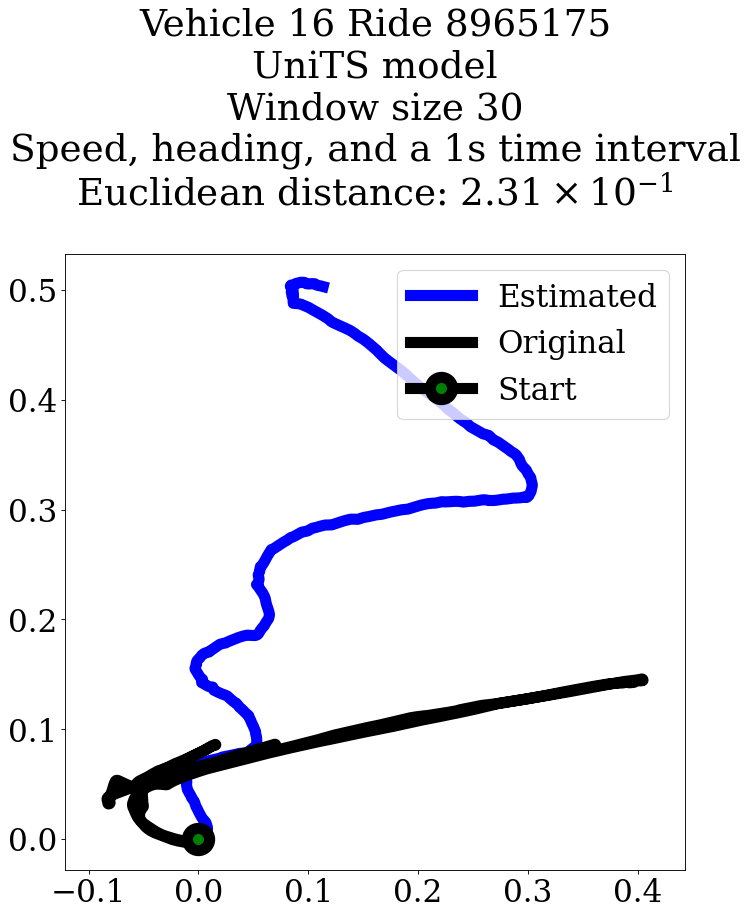 Vehicle 16 Ride 8965175
UniTS model
Window size 30
Speed, heading, and a 1s time interval
Euclidean distance: 2.31 × 10⁻¹
Estimated
Original
Start
0.5
0.4
0.3
0.2
0.1
0.0
−0.1 0.0 0.1 0.2 0.3 0.4